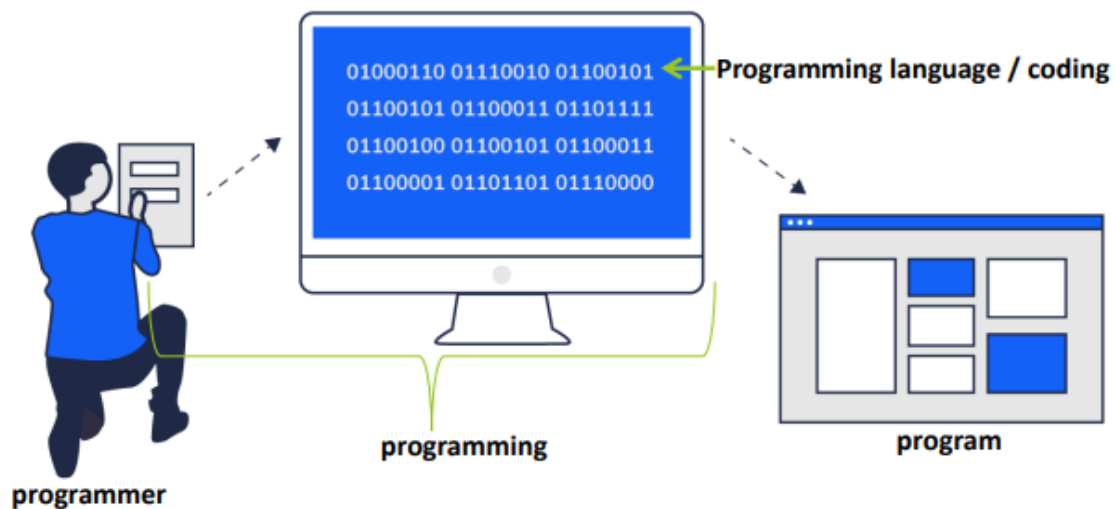 01000110 01110010 01100101
Programming language / coding
01100101 01100011 01101111
01100100 01100101 01100011
01100001 01101101 01110000
programming
program
programmer